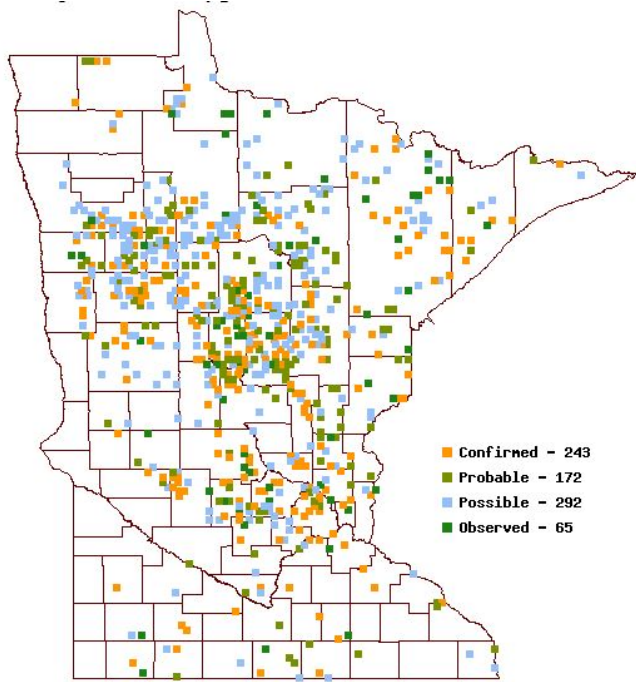 Confirmed - 243
Probable - 172
Possible - 292
Observed - 65